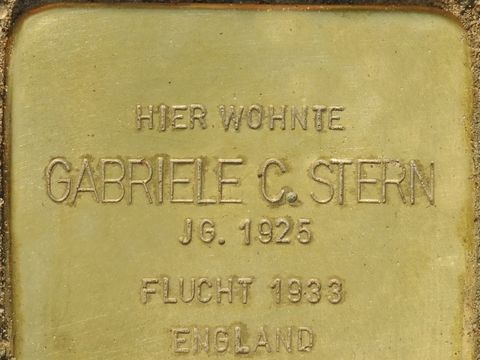 HIER WOHNTE
GABRIELE C. STERN
JG. 1925
FLUCHT 1933
ENGLAND